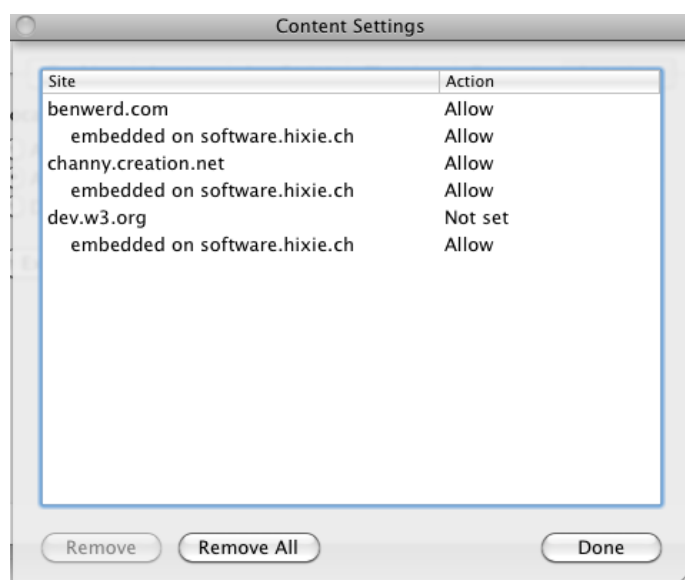 Content Settings
Site Action
benwerd.com Allow
embedded on software.hixie.ch Allow
channy.creation.net Allow
embedded on software.hixie.ch Allow
dev.w3.org Not set
embedded on software.hixie.ch Allow
Remove Remove All Done